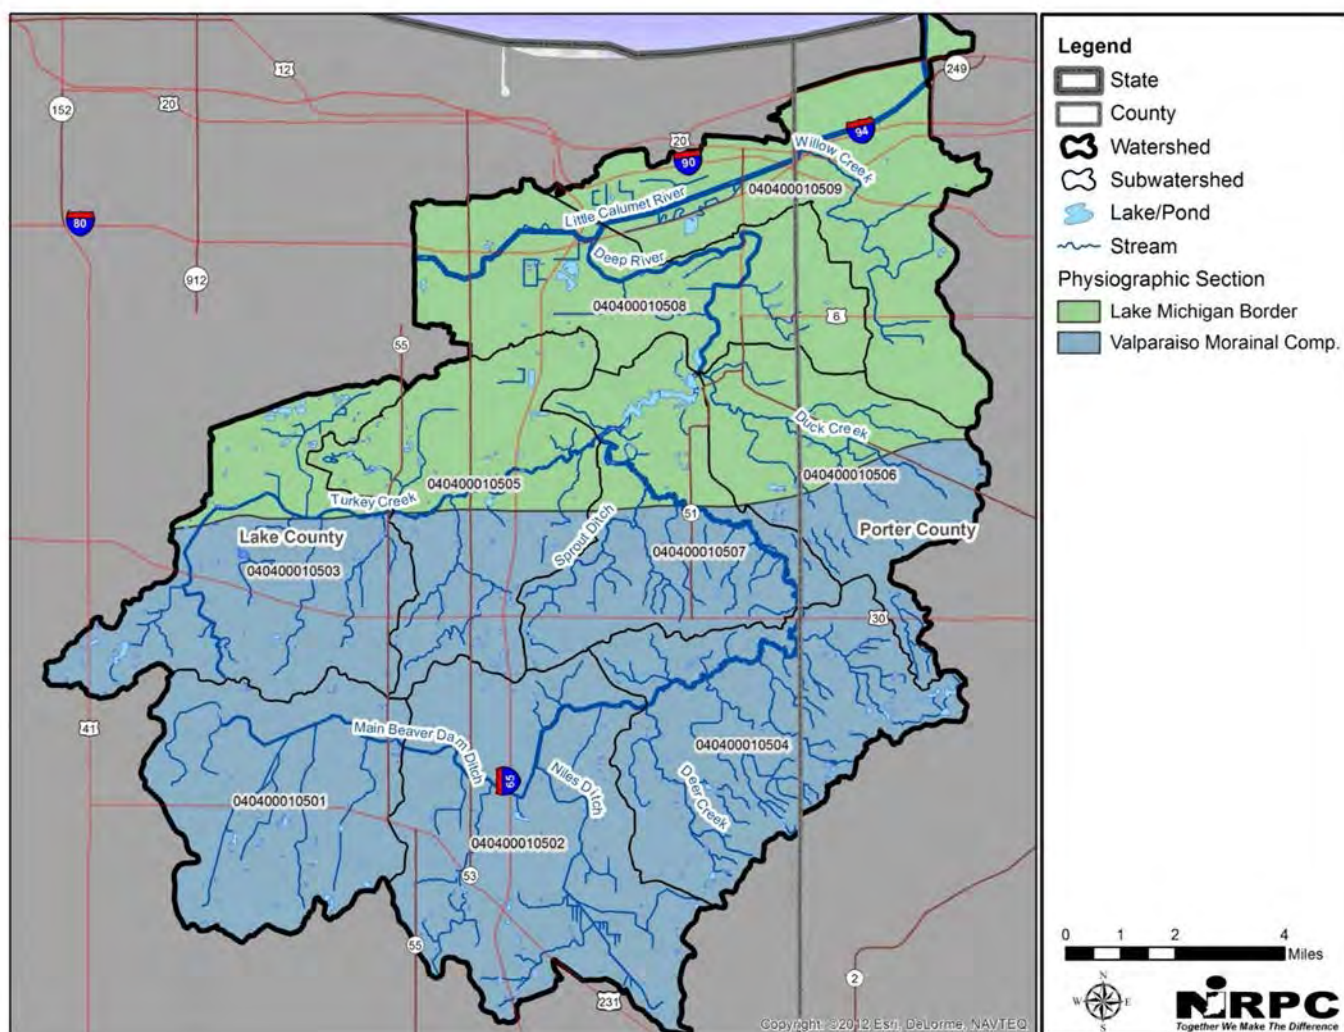 12
20
152
249
20
94
90
Willow Creek
040400010509
Little Calumet River
80
Deep River
912
040400010508
6
55
Duck Creek
040400010505
040400010506
Turkey Creek
51
Sprout Ditch
Lake County
Porter County
040400010507
040400010503
30
41
Main Beaver Dam Ditch
040400010504
65
Niles Ditch
Deer Creek
040400010501
040400010502
53
55
231
2
Copyright: ©2012 Esri, DeLorme, NAVTEQ
Legend
State
County
Watershed
Subwatershed
Lake/Pond
Stream
Physiographic Section
Lake Michigan Border
Valparaiso Morainal Comp.
0 1 2 4
Miles
N
W E
S
NIRPC
Together We Make The Difference